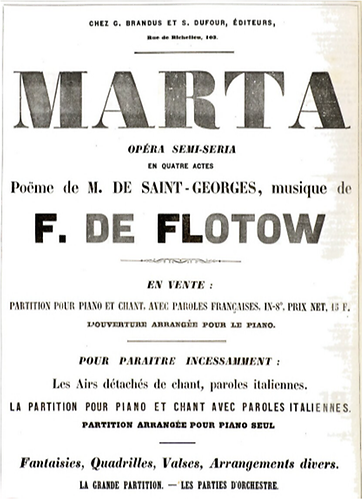 CHEZ G. BRANDUS ET S. DUFOUR, ÉDITEURS,
Rue de Richelieu, 103.
MARTA
OPÉRA SEMI-SERIA
EN QUATRE ACTES
Poëme de M. DE SAINT-GEORGES, musique de
F. DE FLOTOW
EN VENTE :
PARTITION POUR PIANO ET CHANT, AVEC PAROLES FRANÇAISES, IN-8º. PRIX NET, 15 F.
L'OUVERTURE ARRANGÉE POUR LE PIANO.
POUR PARAITRE INCESSAMMENT :
Les Airs détachés de chant, paroles italiennes.
LA PARTITION POUR PIANO ET CHANT AVEC PAROLES ITALIENNES.
PARTITION ARRANGÉE POUR PIANO SEUL
Fantaisies, Quadrilles, Valses, Arrangements divers.
LA GRANDE PARTITION. — LES PARTIES D'ORCHESTRE.